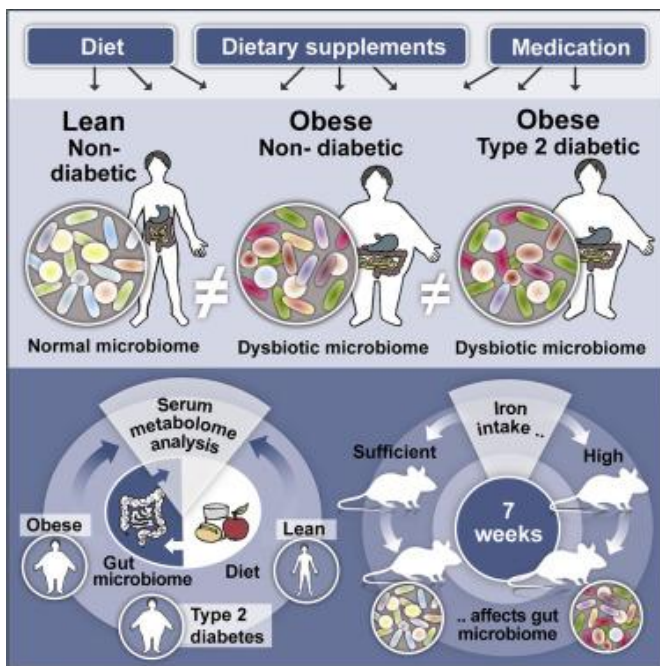 Diet
Dietary supplements
Medication
Lean
Non-
diabetic
Obese
Non- diabetic
Obese
Type 2 diabetic
≠
≠
Normal microbiome
Dysbiotic microbiome
Dysbiotic microbiome
Serum
metabolome
analysis
Obese
Gut
microbiome
Diet
Lean
Type 2
diabetes
Iron
intake ..
Sufficient
High
7
weeks
.. affects gut
microbiome